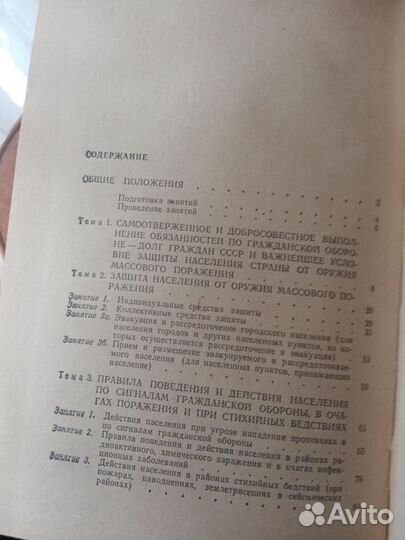 СОДЕРЖАНИЕ
ОБЩИЕ ПОЛОЖЕНИЯ
Подготовка занятий
Проведение занятий
Тема 1. САМООТВЕРЖЕННОЕ И ДОБРОСОВЕСТНОЕ ВЫПОЛ-
НЕНИЕ ОБЯЗАННОСТЕЙ ПО ГРАЖДАНСКОЙ ОБОРО-
НЕ — ДОЛГ ГРАЖДАН СССР И ВАЖНЕЙШЕЕ УСЛО-
ВИЕ ЗАЩИТЫ НАСЕЛЕНИЯ СТРАНЫ ОТ ОРУЖИЯ
МАССОВОГО ПОРАЖЕНИЯ
Тема 2. ЗАЩИТА НАСЕЛЕНИЯ ОТ ОРУЖИЯ МАССОВОГО ПО-
РАЖЕНИЯ
Занятие 1. Индивидуальные средства защиты
Занятие 2. Коллективные средства защиты
Занятие 3а. Эвакуация и рассредоточение городского населения (для
населения городов и других населенных пунктов, из ко-
торых осуществляется рассредоточение и эвакуация)
Занятие 3б. Прием и размещение эвакуируемого и рассредоточивае-
мого населения (для населенных пунктов, принимающих
население)
Тема 3. ПРАВИЛА ПОВЕДЕНИЯ И ДЕЙСТВИЯ НАСЕЛЕНИЯ
ПО СИГНАЛАМ ГРАЖДАНСКОЙ ОБОРОНЫ, В ОЧА-
ГАХ ПОРАЖЕНИЯ И ПРИ СТИХИЙНЫХ БЕДСТВИЯХ 65
Занятие 1. Действия населения при угрозе нападения противника и
по сигналам гражданской обороны 65
Занятие 2. Правила поведения и действия населения в районах ра-
диоактивного, химического заражения и в очагах инфек-
ционных заболеваний 76
Занятие 3. Действия населения в районах стихийных бедствий (при
пожарах, наводнениях, землетрясениях в сейсмических
районах)
Avito